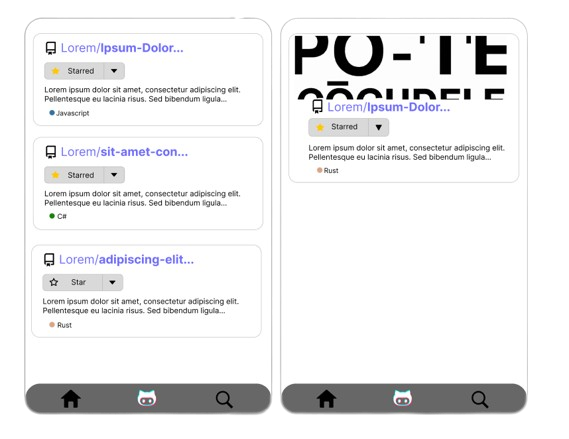 Lorem/Ipsum-Dolor...
Starred
Lorem ipsum dolor sit amet, consectetur adipiscing elit.
Pellentesque eu lacinia risus. Sed bibendum ligula...
Javascript
Lorem/sit-amet-con...
Starred
Lorem ipsum dolor sit amet, consectetur adipiscing elit.
Pellentesque eu lacinia risus. Sed bibendum ligula...
C#
Lorem/adipiscing-elit...
Star
Lorem ipsum dolor sit amet, consectetur adipiscing elit.
Pellentesque eu lacinia risus. Sed bibendum ligula...
Rust
Lorem/Ipsum-Dolor...
Starred
Lorem ipsum dolor sit amet, consectetur adipiscing elit.
Pellentesque eu lacinia risus. Sed bibendum ligula...
Rust